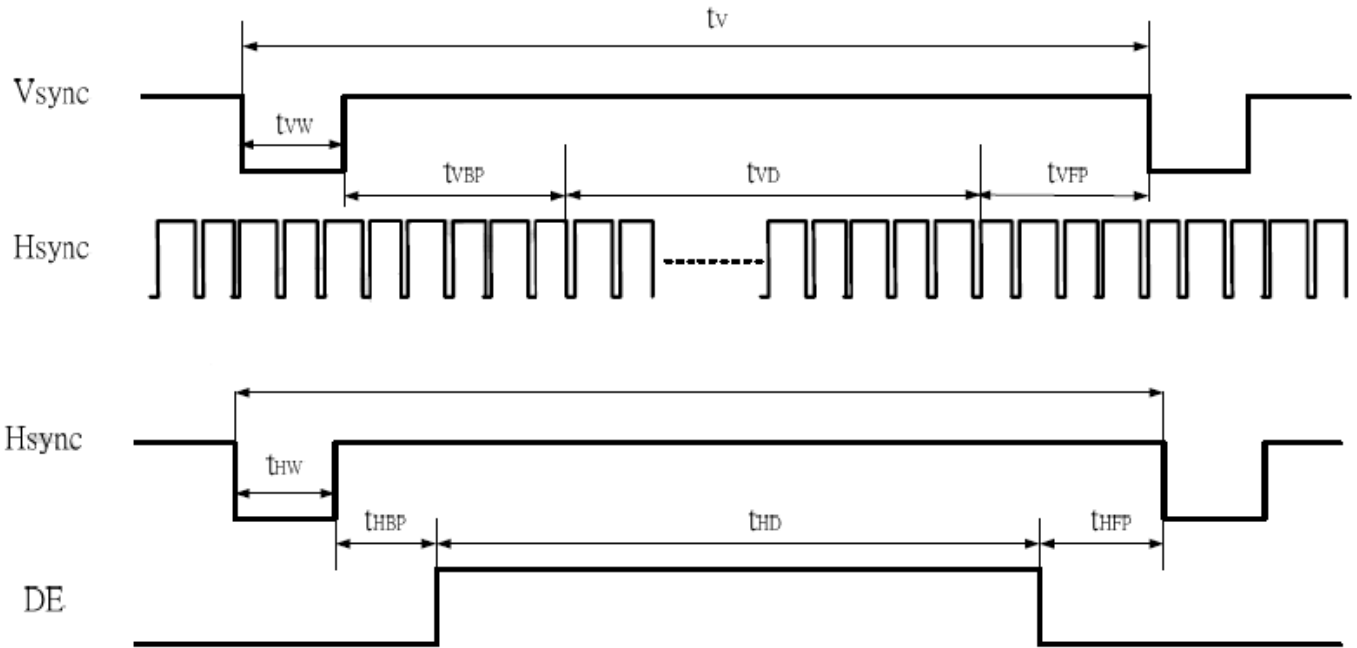 tV
Vsync
tVW
tVBP tVD tVFP
Hsync
Hsync
tHW
tHBP tHD tHFP
DE